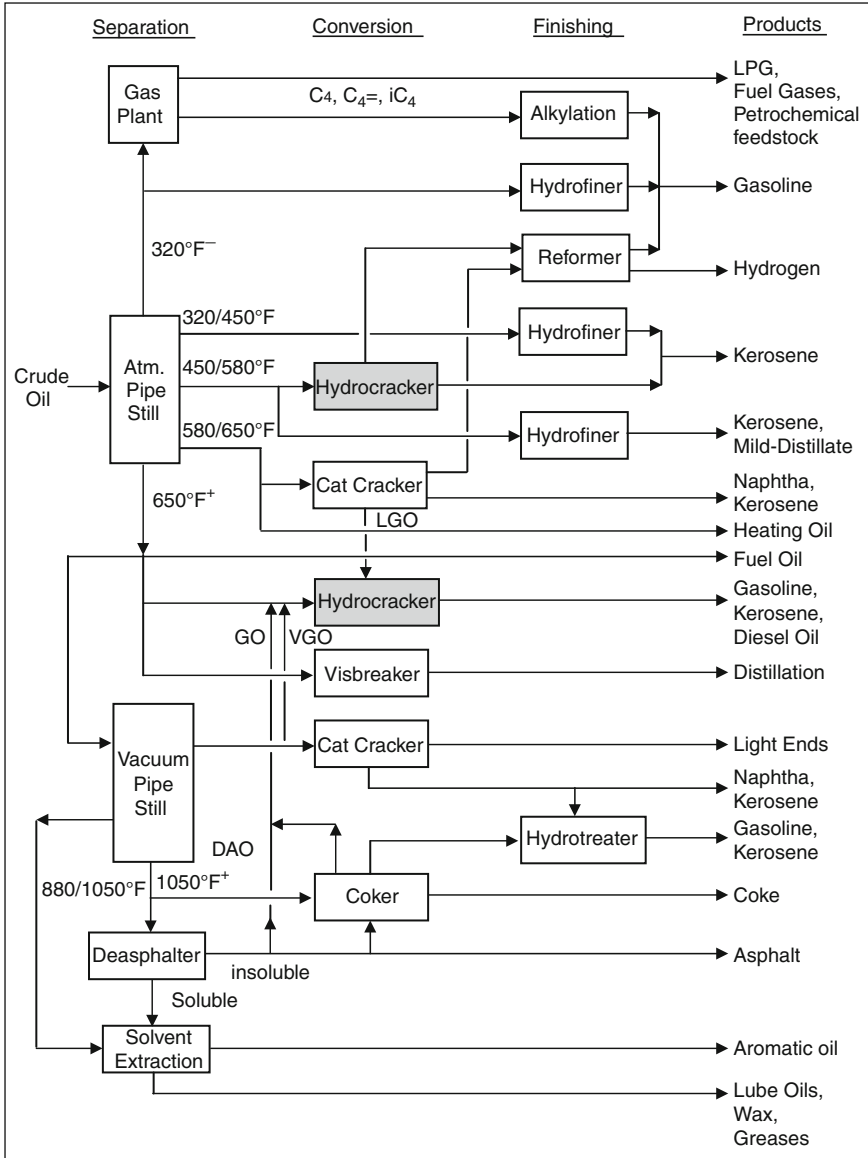 Separation Conversion Finishing Products
Gas
Plant
LPG,
Fuel Gases,
Petrochemical
feedstock
C4, C₄=, iC₄
Alkylation
Hydrofiner
Gasoline
320°F⁻
Reformer
Hydrogen
Crude
Oil
Atm.
Pipe
Still
320/450°F
Hydrofiner
Kerosene
450/580°F
Hydrocracker
Hydrofiner
Kerosene,
Mild-Distillate
580/650°F
Cat Cracker
Naphtha,
Kerosene
650°F⁺
LGO
Heating Oil
Fuel Oil
Hydrocracker
Gasoline,
Kerosene,
Diesel Oil
GO VGO
Visbreaker
Distillation
Vacuum
Pipe
Still
Cat Cracker
Light Ends
Naphtha,
Kerosene
Hydrotreater
Gasoline,
Kerosene
DAO
880/1050°F 1050°F⁺
Coker
Coke
Deasphalter
insoluble
Asphalt
Soluble
Solvent
Extraction
Aromatic oil
Lube Oils,
Wax,
Greases